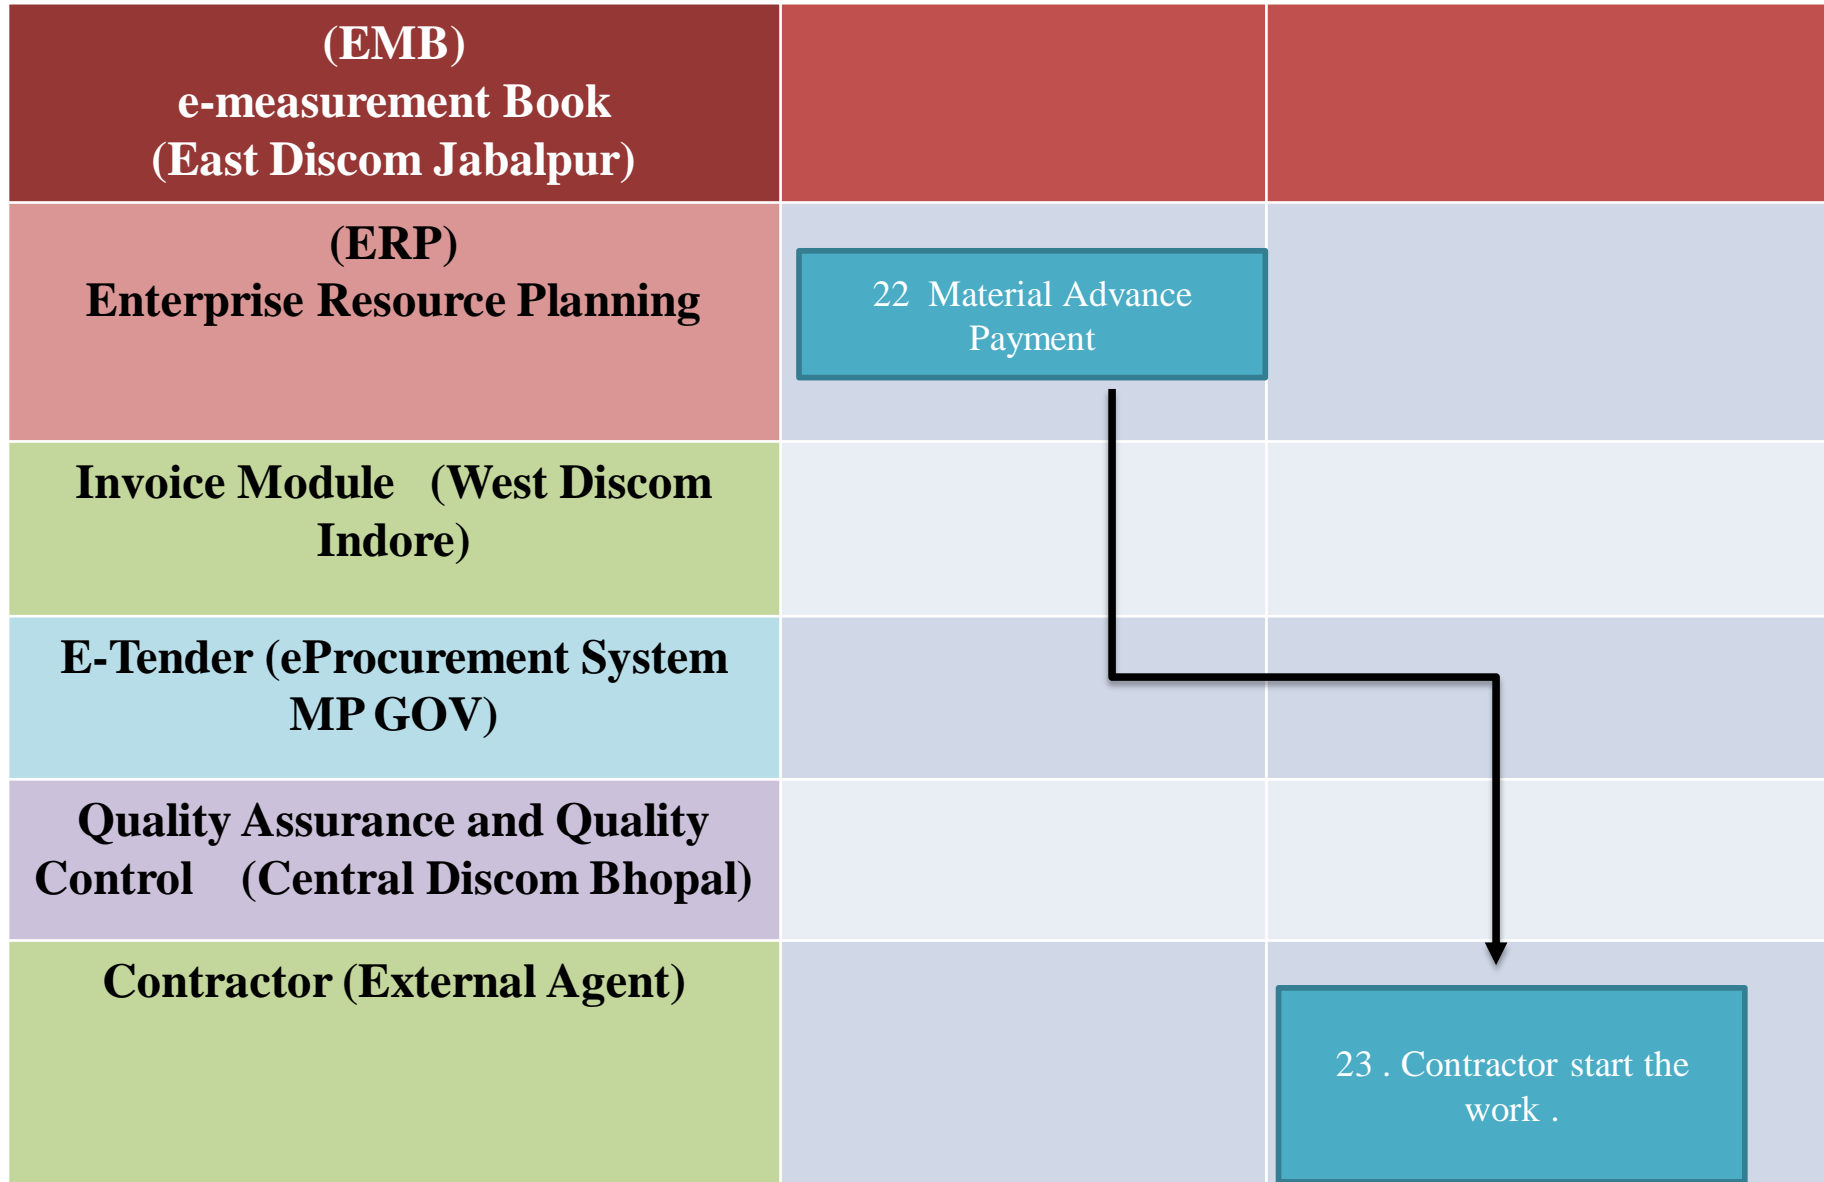 (EMB)
e-measurement Book
(East Discom Jabalpur)
(ERP)
Enterprise Resource Planning
22 Material Advance
Payment
Invoice Module (West Discom
Indore)
E-Tender (eProcurement System
MP GOV)
Quality Assurance and Quality
Control (Central Discom Bhopal)
Contractor (External Agent)
23 . Contractor start the
work .